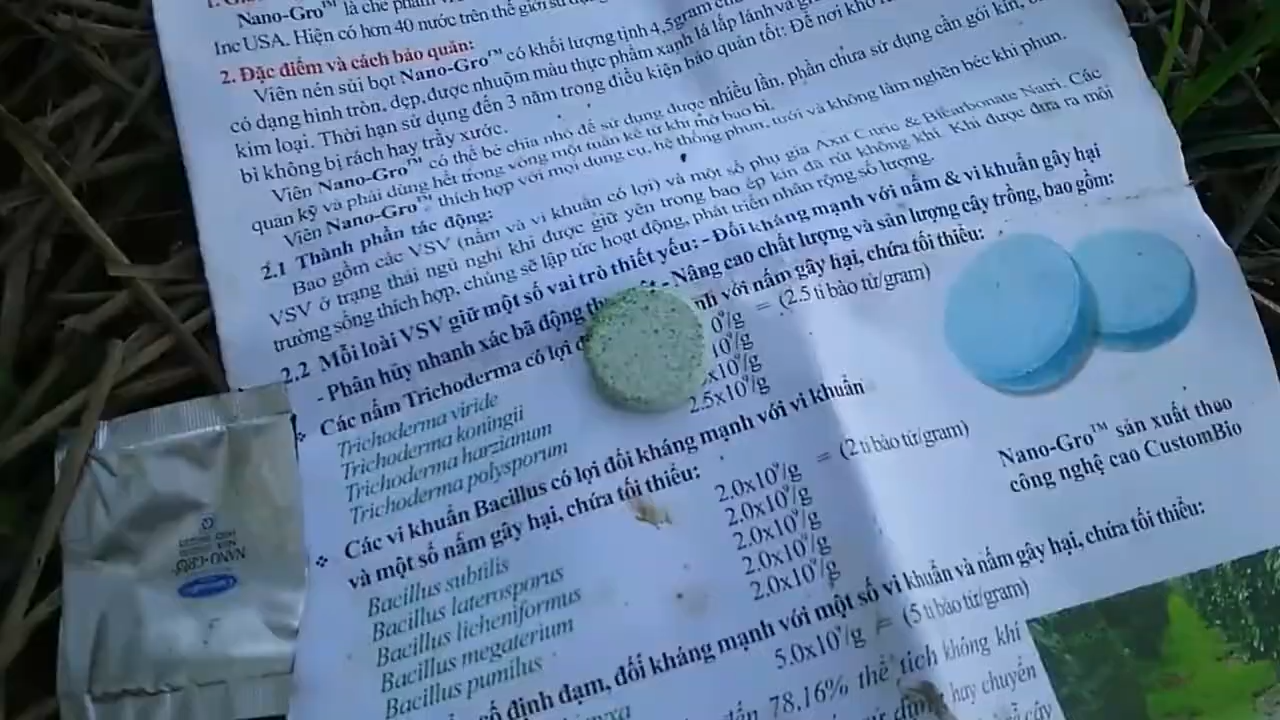 Nano-Gro™ là chế phẩm
Inc USA. Hiện có hơn 40 nước trên thế giới sử dụng
2. Đặc điểm và cách bảo quản:
Viên nén sủi bọt Nano-Gro™ có khối lượng tịnh 4,5gram
có dạng hình tròn, dẹp, được nhuộm màu thực phẩm xanh lá lấp lánh và
kim loại. Thời hạn sử dụng đến 3 năm trong điều kiện bảo quản tốt: Để nơi khô
bì không bị rách hay trầy xước.
Viên Nano-Gro™ có thể bẻ chia nhỏ để sử dụng được nhiều lần, phần chưa sử dụng cần gói kín,
quản kỹ và phải dùng hết trong vòng một tuần kể từ khi mở bao bì.
Viên Nano-Gro™ thích hợp với mọi dụng cụ, hệ thống phun, tưới và không làm nghẽn béc khi phun.
2.1 Thành phần tác động:
Bao gồm các VSV (nấm và vi khuẩn có lợi) và một số phụ gia Axit Citric & Bicarbonate Natri. Các
VSV ở trạng thái ngủ nghỉ khi được giữ yên trong bao ép kín đã rút không khí. Khi được đưa ra môi
trường sống thích hợp, chúng sẽ lập tức hoạt động, phát triển nhân rộng số lượng.
2.2 Mỗi loài VSV giữ một số vai trò thiết yếu: - Đối kháng mạnh với nấm & vi khuẩn gây hại
- Phân hủy nhanh xác bã động - Nâng cao chất lượng và sản lượng cây trồng, bao gồm:
❖ Các nấm Trichoderma có lợi với nấm gây hại, chứa tối thiểu:
Trichoderma viride 0⁹/g = (2.5 tỉ bào tử/gram)
Trichoderma koningii 10⁹/g
Trichoderma harzianum x10⁹/g
Trichoderma polysporum 2.5x10⁹/g
❖ Các vi khuẩn Bacillus có lợi đối kháng mạnh với vi khuẩn
và một số nấm gây hại, chứa tối thiểu:
Bacillus subtilis 2.0x10⁹/g = (2 tỉ bào tử/gram)
Bacillus laterosporus 2.0x10⁹/g
Bacillus licheniformus 2.0x10⁹/g
Bacillus megaterium 2.0x10⁹/g
Bacillus pumilus 2.0x10⁹/g
cố định đạm, đối kháng mạnh với một số vi khuẩn và nấm gây hại, chứa tối thiểu:
5.0x10⁹/g = (5 tỉ bào tử/gram)
78,16% thể tích không khí
hay chuyển
Nano-Gro™ sản xuất theo
công nghệ cao CustomBio
NANO-GRO